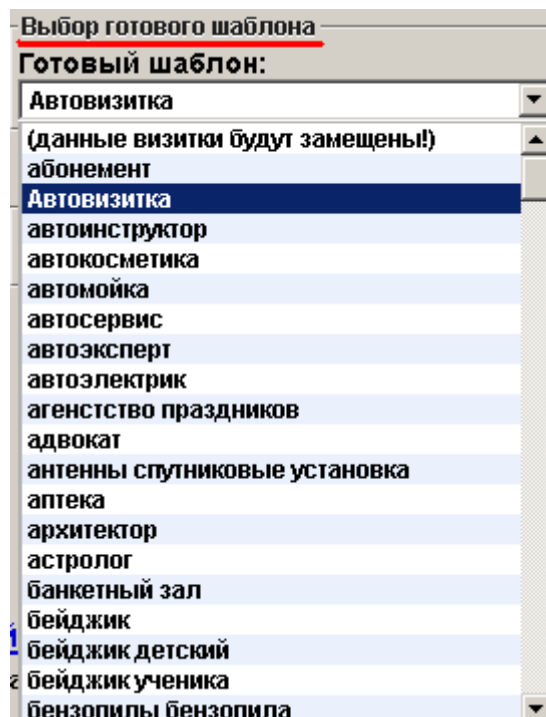 Выбор готового шаблона
Готовый шаблон:
Автовизитка
(данные визитки будут замещены!)
абонемент
Автовизитка
автоинструктор
автокосметика
автомойка
автосервис
автоэксперт
автоэлектрик
агенстство праздников
адвокат
антенны спутниковые установка
аптека
архитектор
астролог
банкетный зал
бейджик
бейджик детский
бейджик ученика
бензопилы бензопила